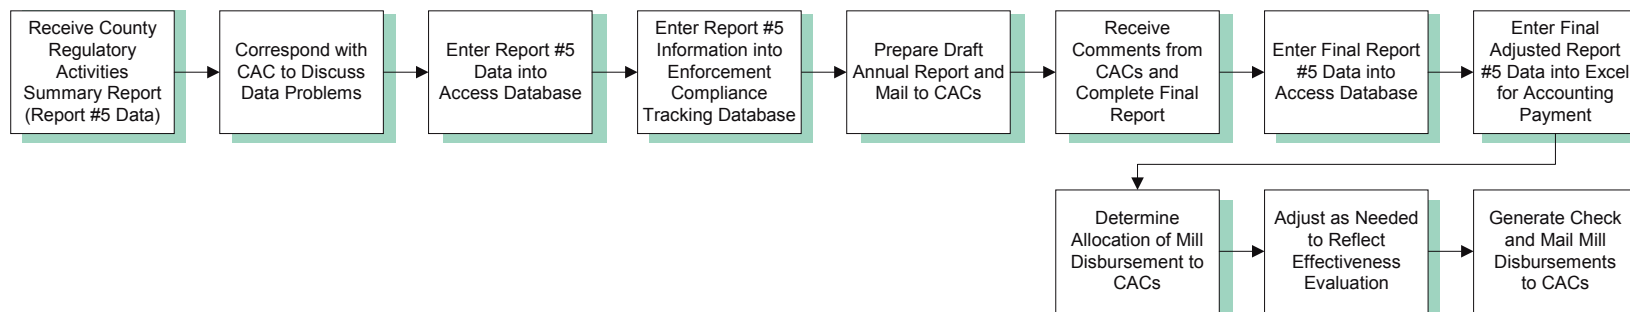 Receive County
Regulatory
Activities
Summary Report
(Report #5 Data)
Correspond with
CAC to Discuss
Data Problems
Enter Report #5
Data into
Access Database
Enter Report #5
Information into
Enforcement
Compliance
Tracking Database
Prepare Draft
Annual Report and
Mail to CACs
Receive
Comments from
CACs and
Complete Final
Report
Enter Final Report
#5 Data into
Access Database
Enter Final
Adjusted Report
#5 Data into Excel
for Accounting
Payment
Determine
Allocation of Mill
Disbursement to
CACs
Adjust as Needed
to Reflect
Effectiveness
Evaluation
Generate Check
and Mail Mill
Disbursements
to CACs